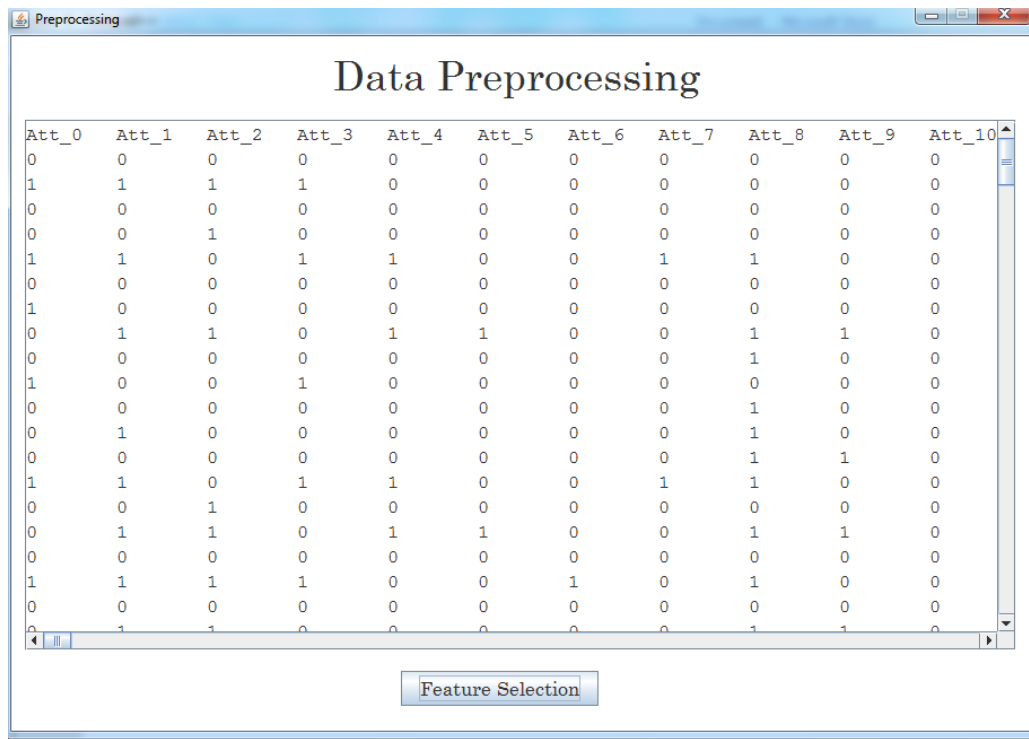 Preprocessing
Data Preprocessing
Att_0 Att_1 Att_2 Att_3 Att_4 Att_5 Att_6 Att_7 Att_8 Att_9 Att_10
0 0 0 0 0 0 0 0 0 0 0
1 1 1 1 0 0 0 0 0 0 0
0 0 0 0 0 0 0 0 0 0 0
0 0 1 0 0 0 0 0 0 0 0
1 1 0 1 1 0 0 1 1 0 0
0 0 0 0 0 0 0 0 0 0 0
1 0 0 0 0 0 0 0 0 0 0
0 1 1 0 1 1 0 0 1 1 0
0 0 0 0 0 0 0 0 1 0 0
1 0 0 1 0 0 0 0 0 0 0
0 0 0 0 0 0 0 0 1 0 0
0 1 0 0 0 0 0 0 1 0 0
0 0 0 0 0 0 0 0 1 1 0
1 1 0 1 1 0 0 1 1 0 0
0 0 1 0 0 0 0 0 0 0 0
0 1 1 0 1 1 0 0 1 1 0
0 0 0 0 0 0 0 0 0 0 0
1 1 1 1 0 0 1 0 1 0 0
0 0 0 0 0 0 0 0 0 0 0
0 1 1 0 0 0 0 0 1 1 0
Feature Selection